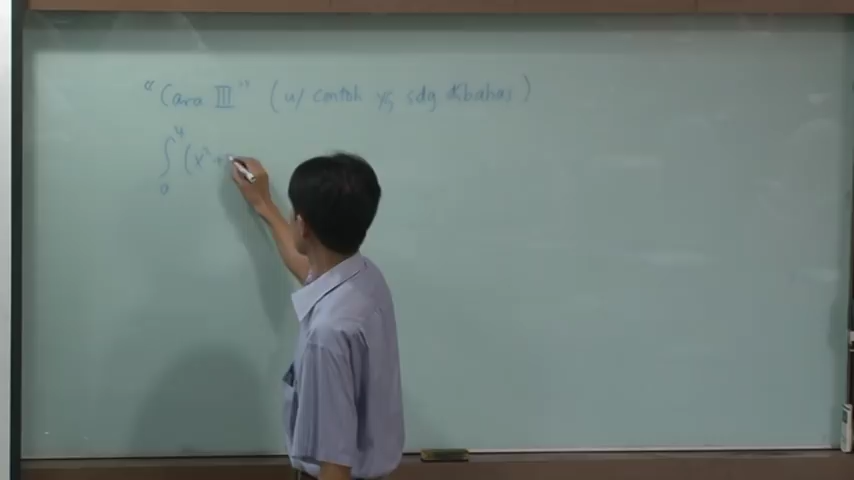 "Cara III" (u/ contoh yg sdg dibahas)
∫₀⁴ (x² +